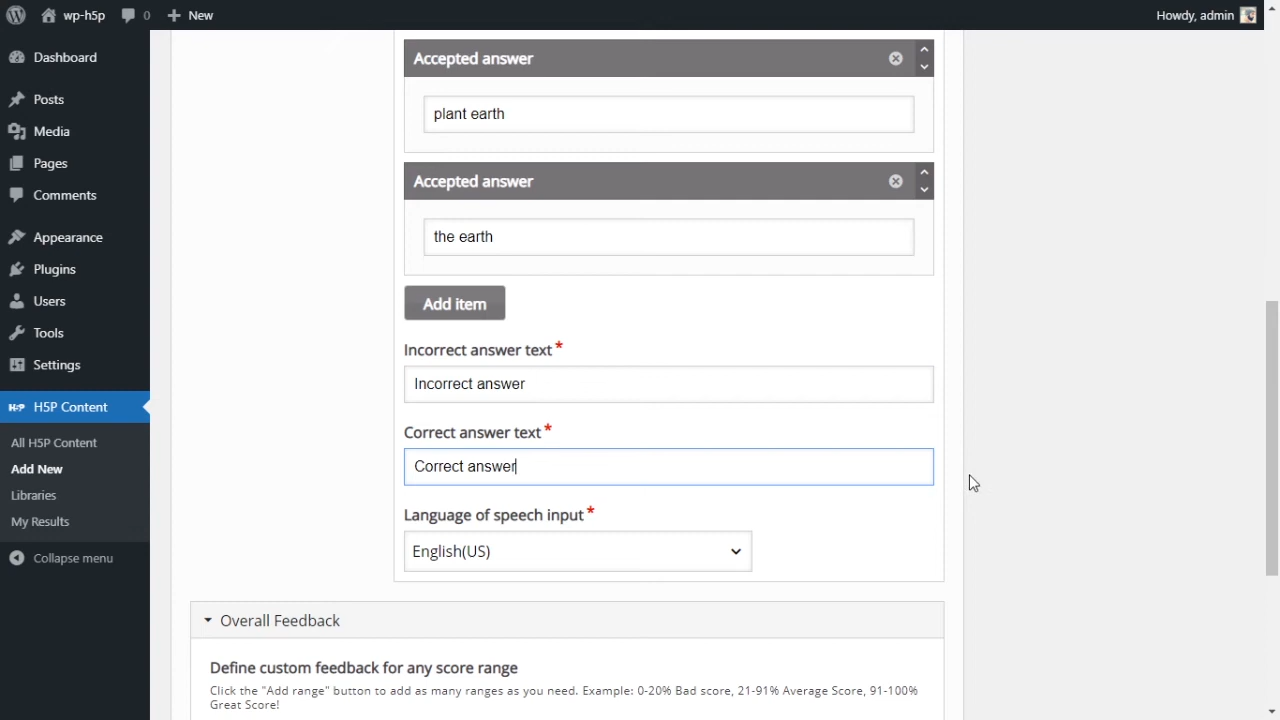 wp-h5p
0
New
Howdy, admin
Dashboard
Posts
Media
Pages
Comments
Appearance
Plugins
Users
Tools
Settings
H5P Content
All H5P Content
Add New
Libraries
My Results
Collapse menu
Accepted answer
plant earth
Accepted answer
the earth
Add item
Incorrect answer text *
Incorrect answer
Correct answer text *
Correct answer
Language of speech input *
English(US)
Overall Feedback
Define custom feedback for any score range
Click the "Add range" button to add as many ranges as you need. Example: 0-20% Bad score, 21-91% Average Score, 91-100%
Great Score!